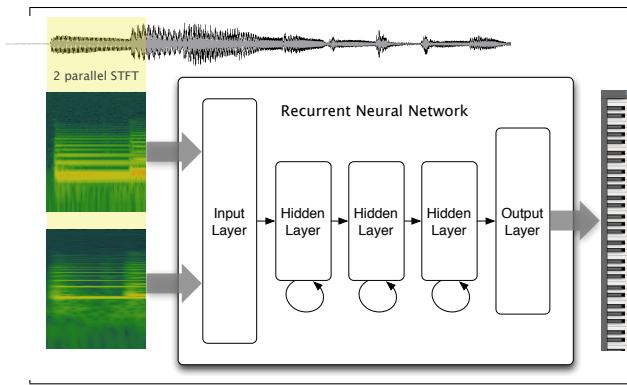 2 parallel STFT
Recurrent Neural Network
Input
Layer
Hidden
Layer
Hidden
Layer
Hidden
Layer
Output
Layer